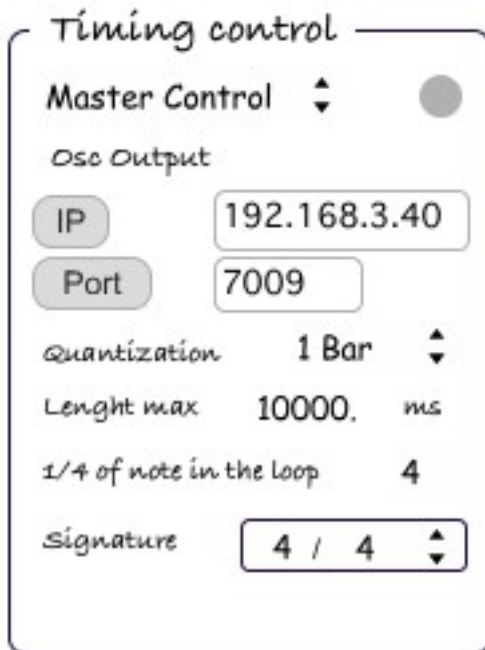 Timing control
Master Control
Osc Output
IP 192.168.3.40
Port 7009
Quantization 1 Bar
Lenght max 10000. ms
1/4 of note in the loop 4
Signature 4 / 4